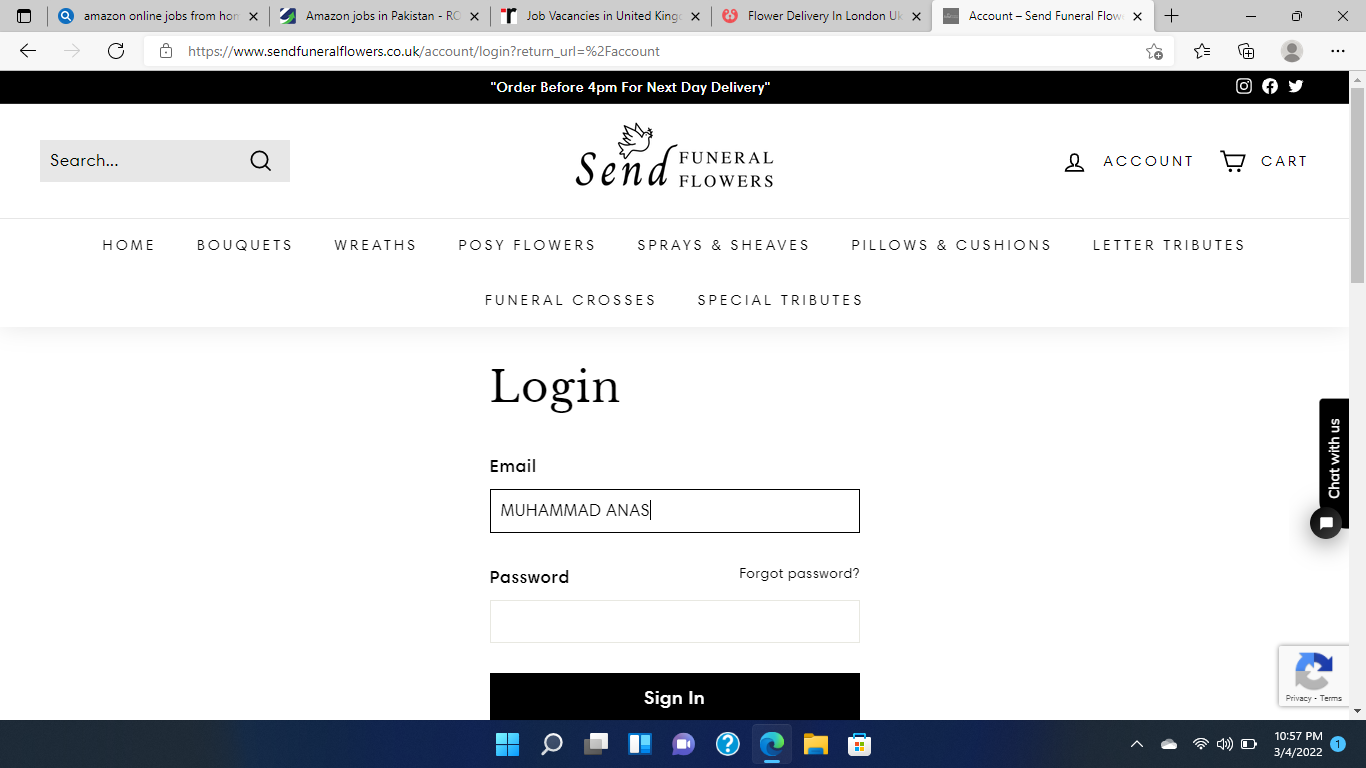 amazon online jobs from hon
Amazon jobs in Pakistan - RO
Job Vacancies in United Kingd
Flower Delivery In London Uk
Account – Send Funeral Flow
https://www.sendfuneralflowers.co.uk/account/login?return_url=%2Faccount
"Order Before 4pm For Next Day Delivery"
Search...
Send FUNERAL
FLOWERS
ACCOUNT
CART
HOME BOUQUETS WREATHS POSY FLOWERS SPRAYS & SHEAVES PILLOWS & CUSHIONS LETTER TRIBUTES
FUNERAL CROSSES SPECIAL TRIBUTES
Login
Email
MUHAMMAD ANAS
Password Forgot password?
Sign In
Chat with us
Privacy - Terms
10:57 PM
3/4/2022
1